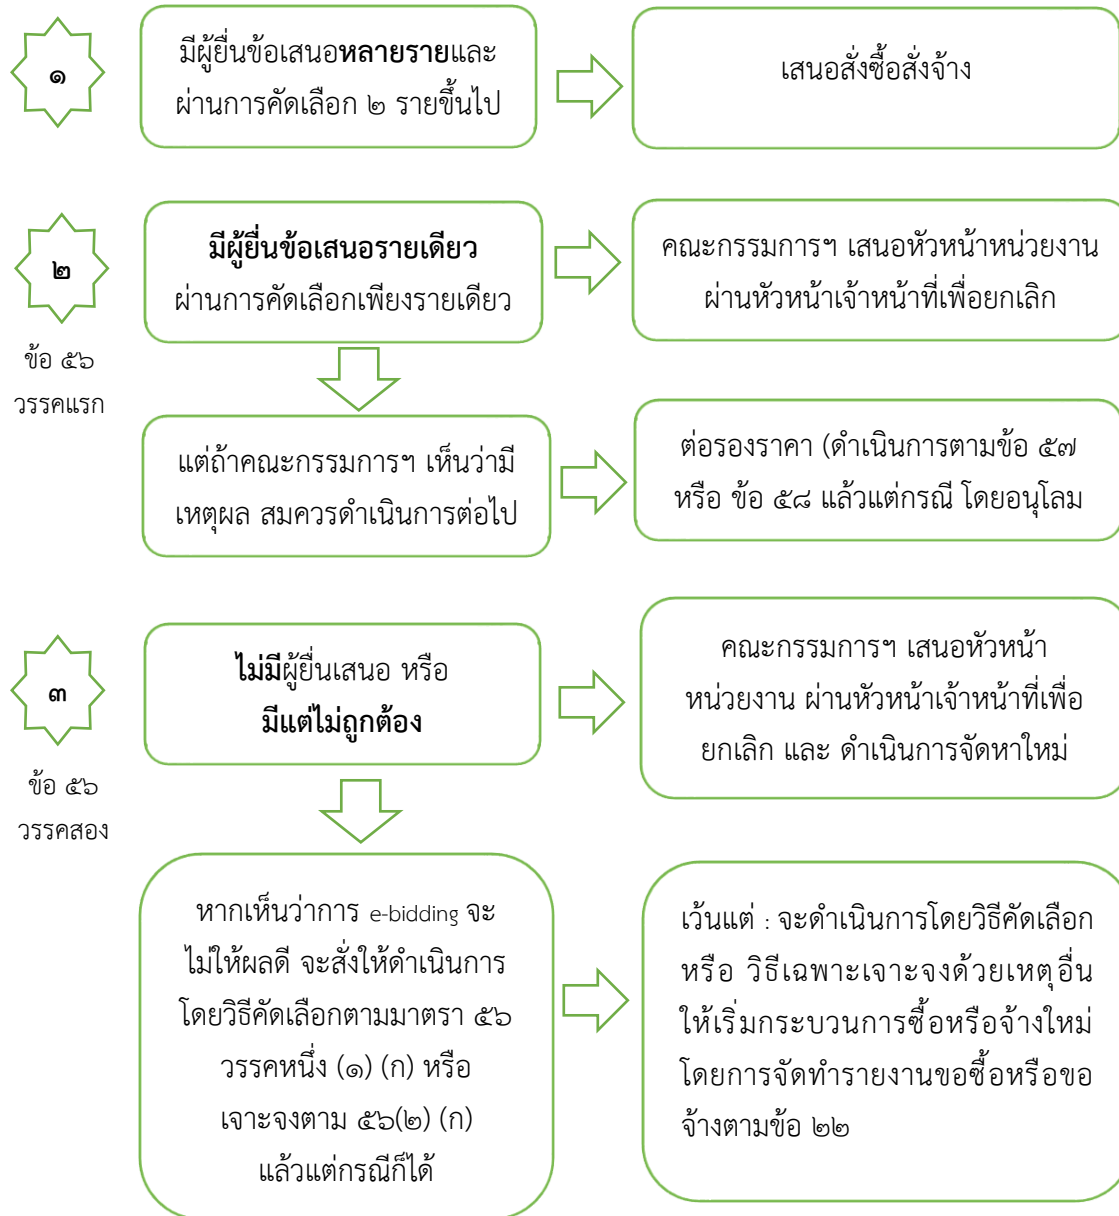 ๑
มีผู้ยื่นข้อเสนอหลายรายและ
ผ่านการคัดเลือก ๒ รายขึ้นไป
เสนอสั่งซื้อสั่งจ้าง
๒
ข้อ ๕๖
วรรคแรก
มีผู้ยื่นข้อเสนอรายเดียว
ผ่านการคัดเลือกเพียงรายเดียว
คณะกรรมการฯ เสนอหัวหน้าหน่วยงาน
ผ่านหัวหน้าเจ้าหน้าที่เพื่อยกเลิก
แต่ถ้าคณะกรรมการฯ เห็นว่ามี
เหตุผล สมควรดำเนินการต่อไป
ต่อรองราคา (ดำเนินการตามข้อ ๕๗
หรือ ข้อ ๕๘ แล้วแต่กรณี โดยอนุโลม
๓
ข้อ ๕๖
วรรคสอง
ไม่มีผู้ยื่นเสนอ หรือ
มีแต่ไม่ถูกต้อง
คณะกรรมการฯ เสนอหัวหน้า
หน่วยงาน ผ่านหัวหน้าเจ้าหน้าที่เพื่อ
ยกเลิก และ ดำเนินการจัดหาใหม่
หากเห็นว่าการ e-bidding จะ
ไม่ให้ผลดี จะสั่งให้ดำเนินการ
โดยวิธีคัดเลือกตามมาตรา ๕๖
วรรคหนึ่ง (๑) (ก) หรือ
เจาะจงตาม ๕๖(๒) (ก)
แล้วแต่กรณีก็ได้
เว้นแต่ : จะดำเนินการโดยวิธีคัดเลือก
หรือ วิธีเฉพาะเจาะจงด้วยเหตุอื่น
ให้เริ่มกระบวนการซื้อหรือจ้างใหม่
โดยการจัดทำรายงานขอซื้อหรือขอ
จ้างตามข้อ ๒๒